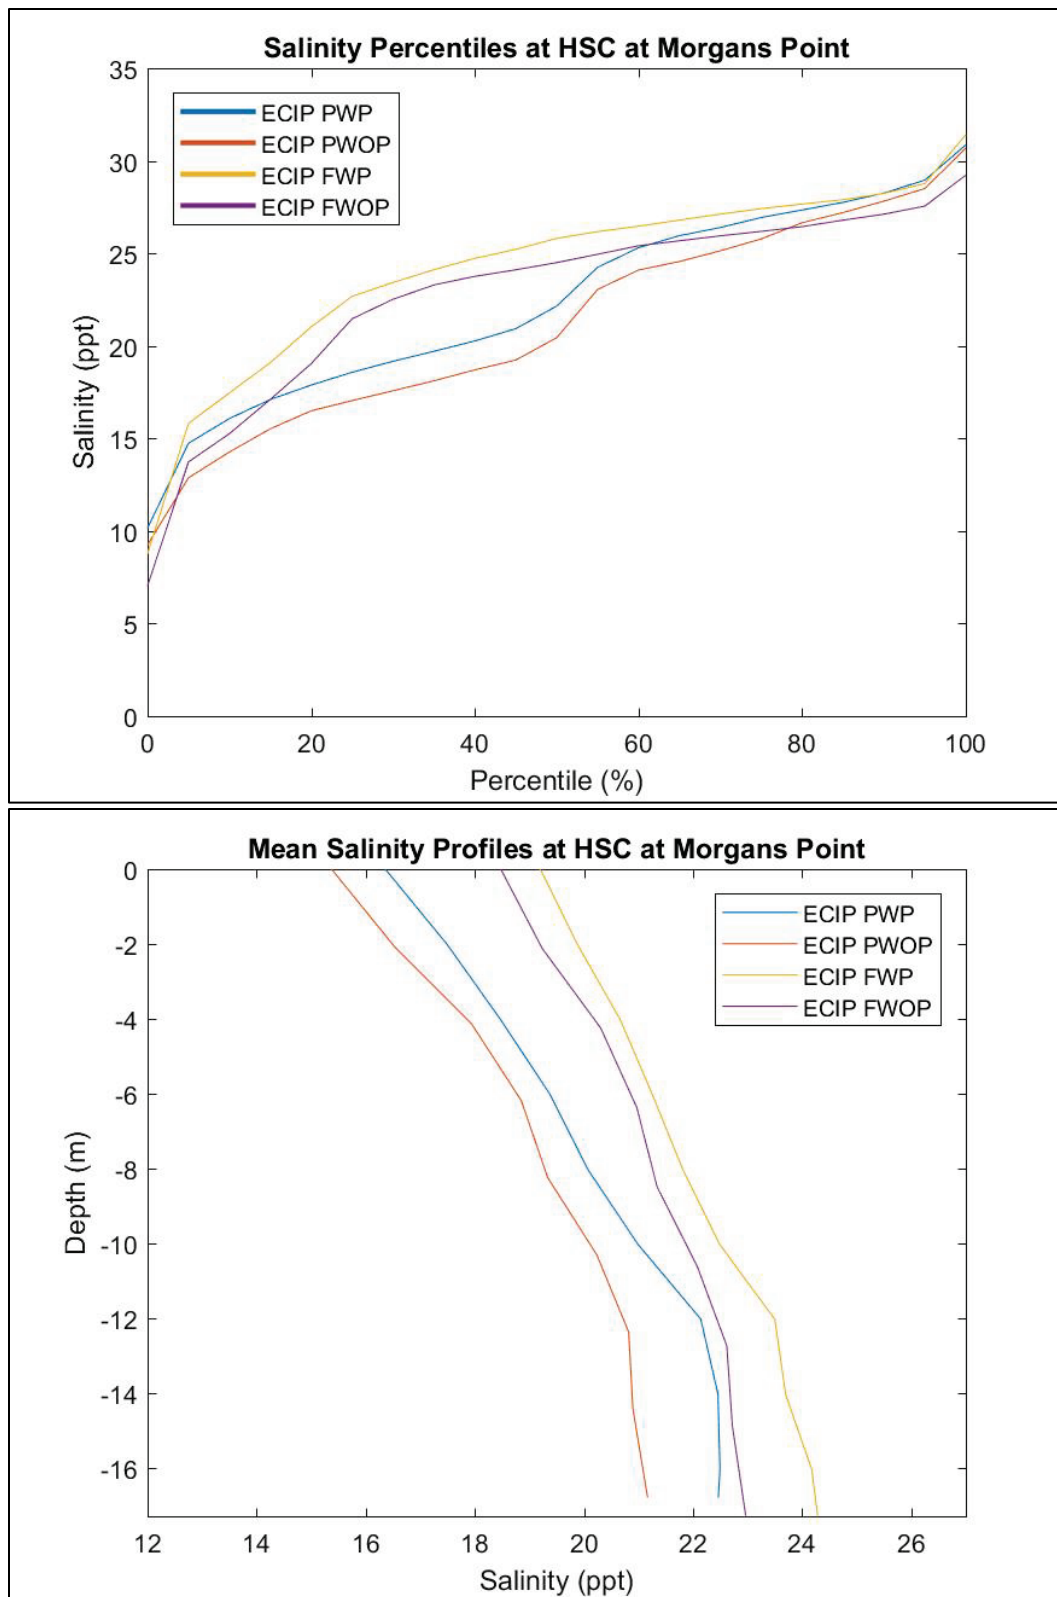 Salinity Percentiles at HSC at Morgans Point
35
30
25
20
15
10
5
0
Salinity (ppt)
ECIP PWP
ECIP PWOP
ECIP FWP
ECIP FWOP
0 20 40 60 80 100
Percentile (%)
Mean Salinity Profiles at HSC at Morgans Point
0
-2
-4
-6
-8
-10
-12
-14
-16
Depth (m)
ECIP PWP
ECIP PWOP
ECIP FWP
ECIP FWOP
12 14 16 18 20 22 24 26
Salinity (ppt)